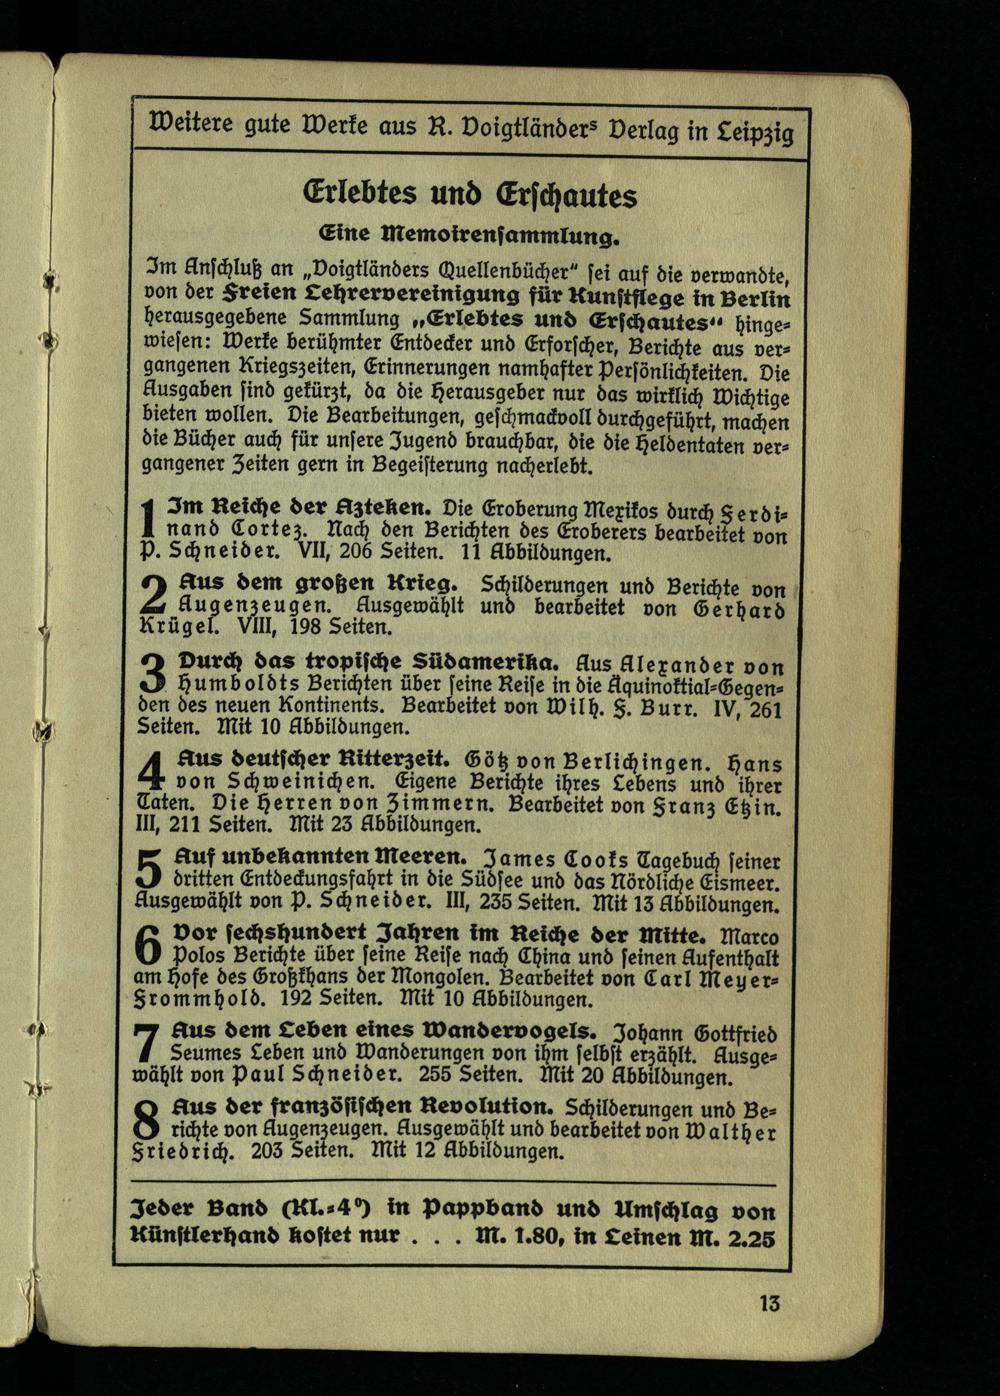 Weitere gute Werke aus R. Voigtländers Verlag in Leipzig
Erlebtes und Erschautes
Eine Memoirensammlung.
Im Anschluß an „Voigtländers Quellenbücher“ sei auf die verwandte,
von der Freien Lehrervereinigung für Kunstflege in Berlin
herausgegebene Sammlung „Erlebtes und Erschautes“ hinge-
wiesen: Werke berühmter Entdecker und Erforscher, Berichte aus ver-
gangenen Kriegszeiten, Erinnerungen namhafter Persönlichkeiten. Die
Ausgaben sind gekürzt, da die Herausgeber nur das wirklich Wichtige
bieten wollen. Die Bearbeitungen, geschmackvoll durchgeführt, machen
die Bücher auch für unsere Jugend brauchbar, die die Heldentaten ver-
gangener Zeiten gern in Begeisterung nacherlebt.
1 Im Reiche der Azteken. Die Eroberung Mexikos durch Ferdi-
nand Cortez. Nach den Berichten des Eroberers bearbeitet von
P. Schneider. VII, 206 Seiten. 11 Abbildungen.
2 Aus dem großen Krieg. Schilderungen und Berichte von
Augenzeugen. Ausgewählt und bearbeitet von Gerhard
Krügel. VIII, 198 Seiten.
3 Durch das tropische Südamerika. Aus Alexander von
Humboldts Berichten über seine Reise in die Äquinoktial-Gegen-
den des neuen Kontinents. Bearbeitet von Wilh. F. Burr. IV, 261
Seiten. Mit 10 Abbildungen.
4 Aus deutscher Ritterzeit. Götz von Berlichingen. Hans
von Schweinichen. Eigene Berichte ihres Lebens und ihrer
Taten. Die Herren von Zimmern. Bearbeitet von Franz Etzin.
III, 211 Seiten. Mit 23 Abbildungen.
5 Auf unbekannten Meeren. James Cooks Tagebuch seiner
dritten Entdeckungsfahrt in die Südsee und das Nördliche Eismeer.
Ausgewählt von P. Schneider. III, 235 Seiten. Mit 13 Abbildungen.
6 Vor sechshundert Jahren im Reiche der Mitte. Marco
Polos Berichte über seine Reise nach China und seinen Aufenthalt
am Hofe des Großkhans der Mongolen. Bearbeitet von Carl Meyer-
Frommhold. 192 Seiten. Mit 10 Abbildungen.
7 Aus dem Leben eines Wandervogels. Johann Gottfried
Seumes Leben und Wanderungen von ihm selbst erzählt. Ausge-
wählt von Paul Schneider. 255 Seiten. Mit 20 Abbildungen.
8 Aus der französischen Revolution. Schilderungen und Be-
richte von Augenzeugen. Ausgewählt und bearbeitet von Walther
Friedrich. 203 Seiten. Mit 12 Abbildungen.
Jeder Band (Kl.-4°) in Pappband und Umschlag von
Künstlerhand kostet nur . . . M. 1.80, in Leinen M. 2.25
13